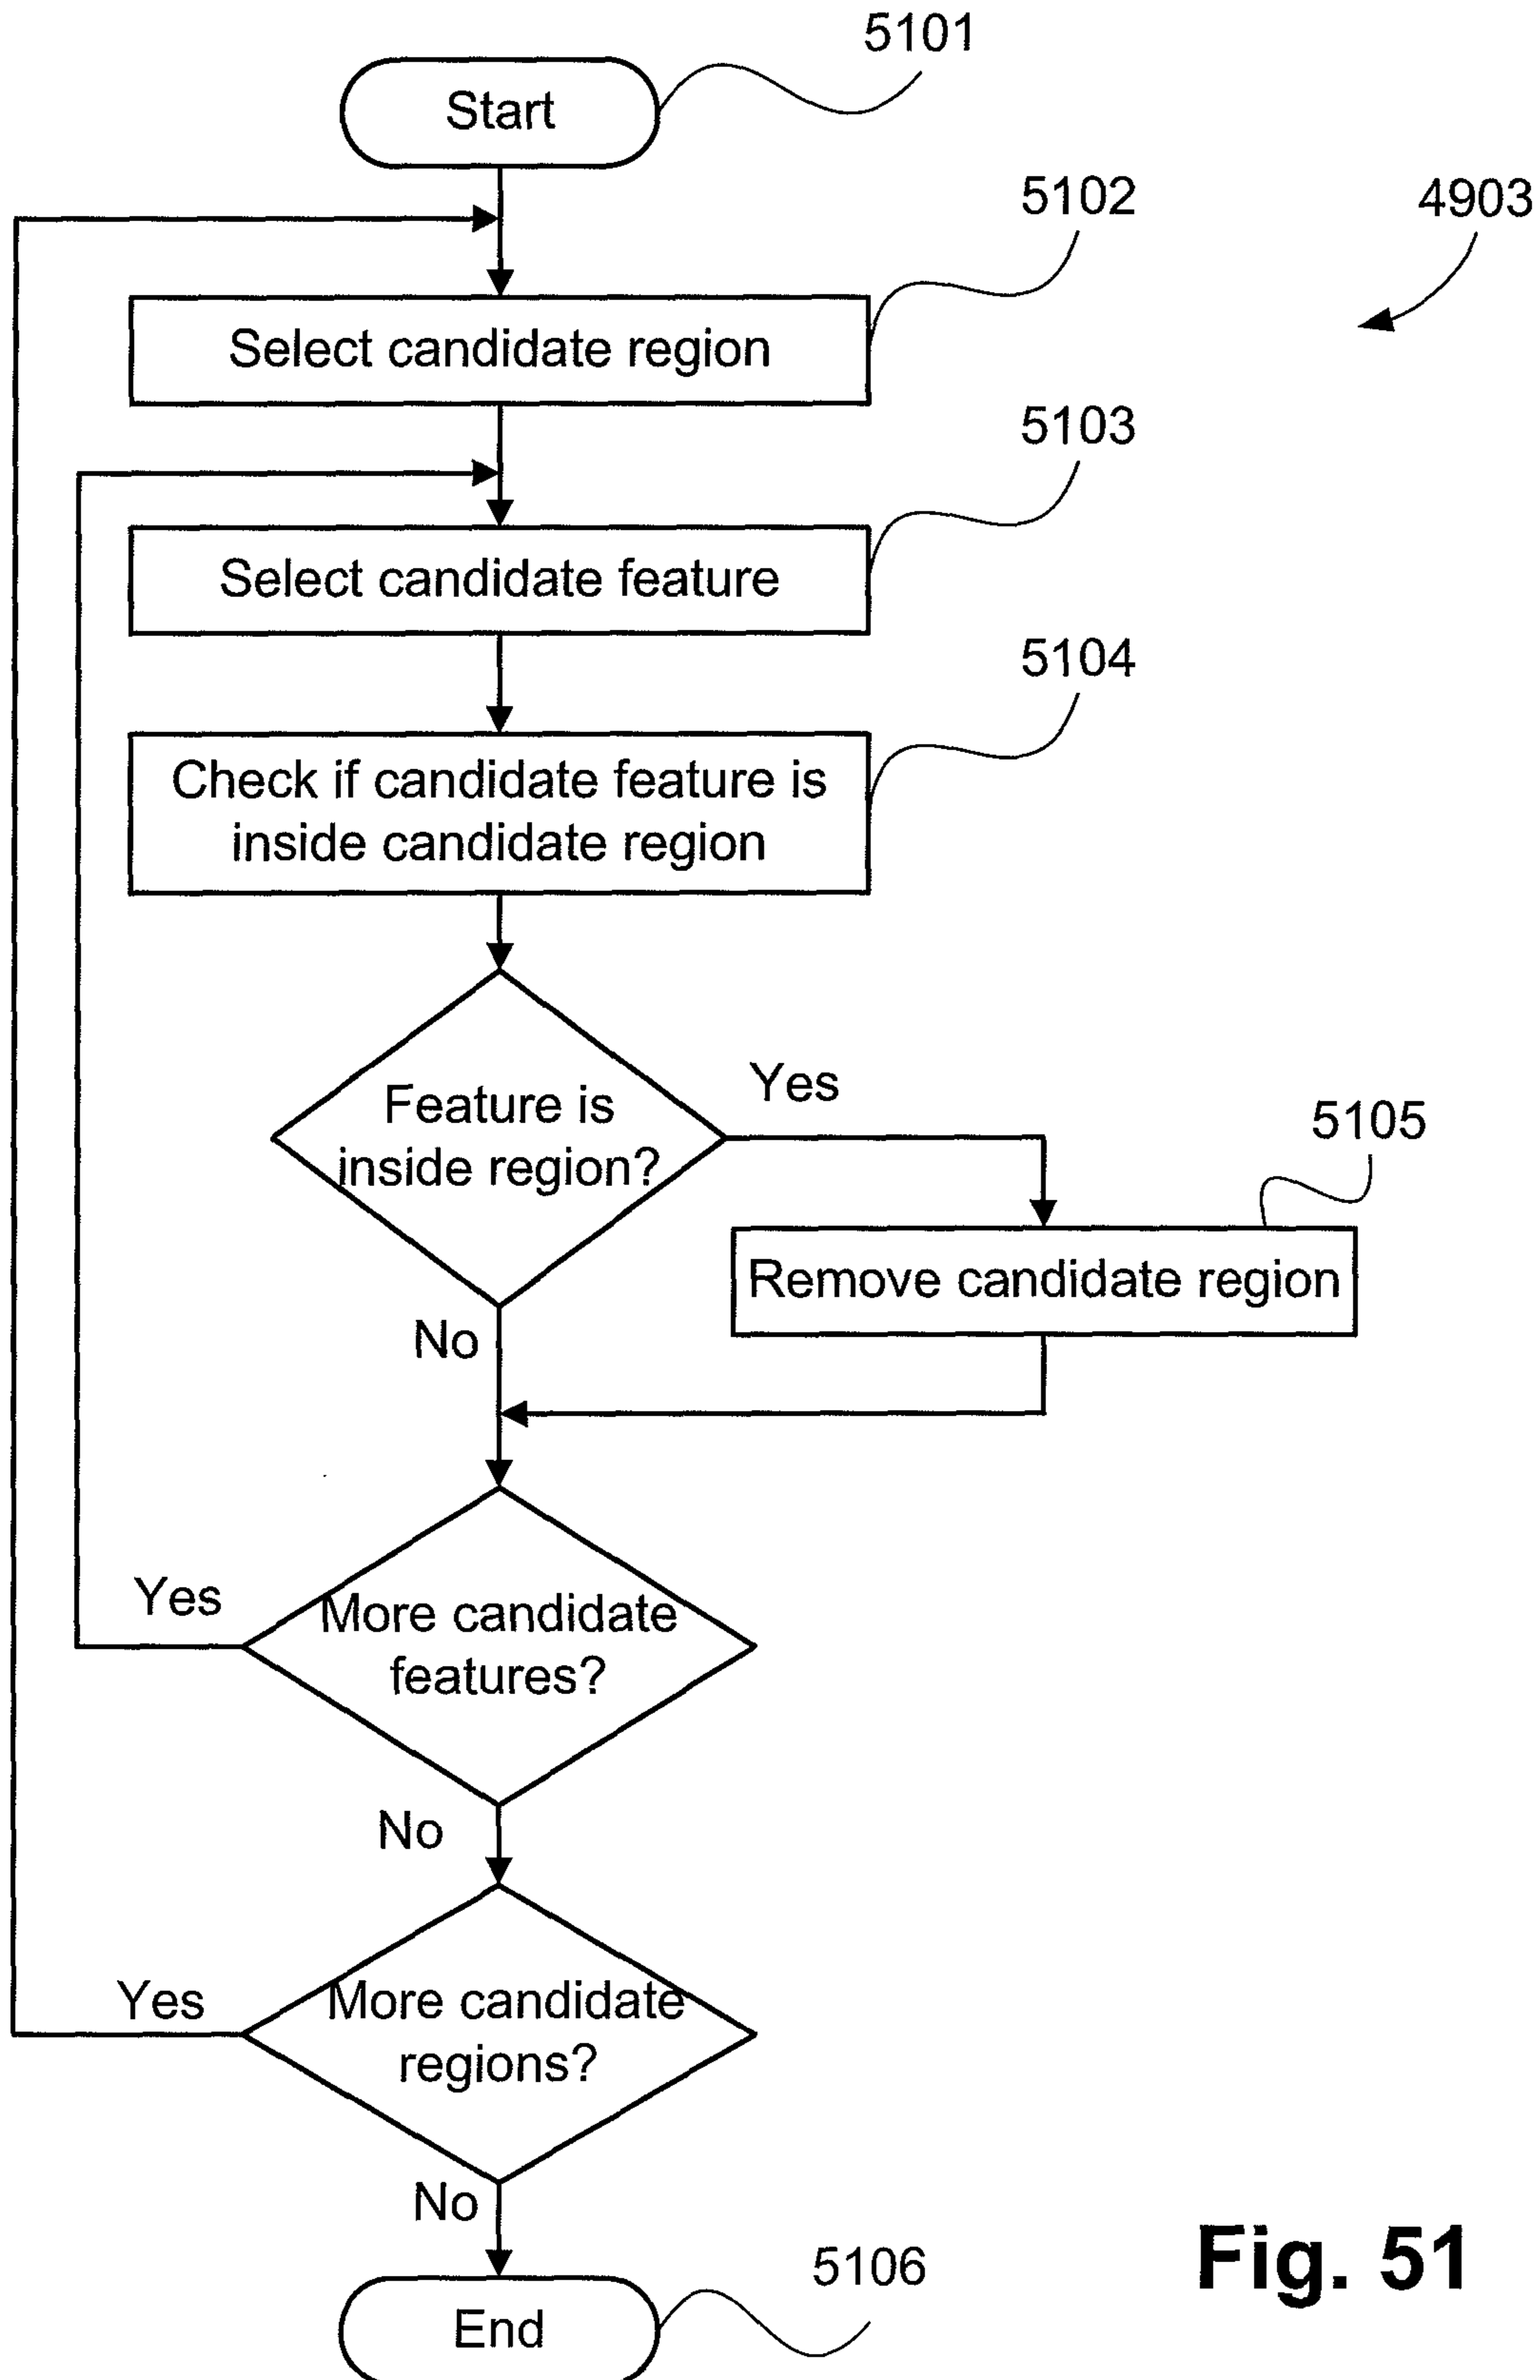 5101
Start
5102
4903
Select candidate region
5103
Select candidate feature
5104
Check if candidate feature is
inside candidate region
Yes
Feature is
inside region?
5105
Remove candidate region
No
Yes
More candidate
features?
No
Yes
More candidate
regions?
No
5106
End
Fig. 51